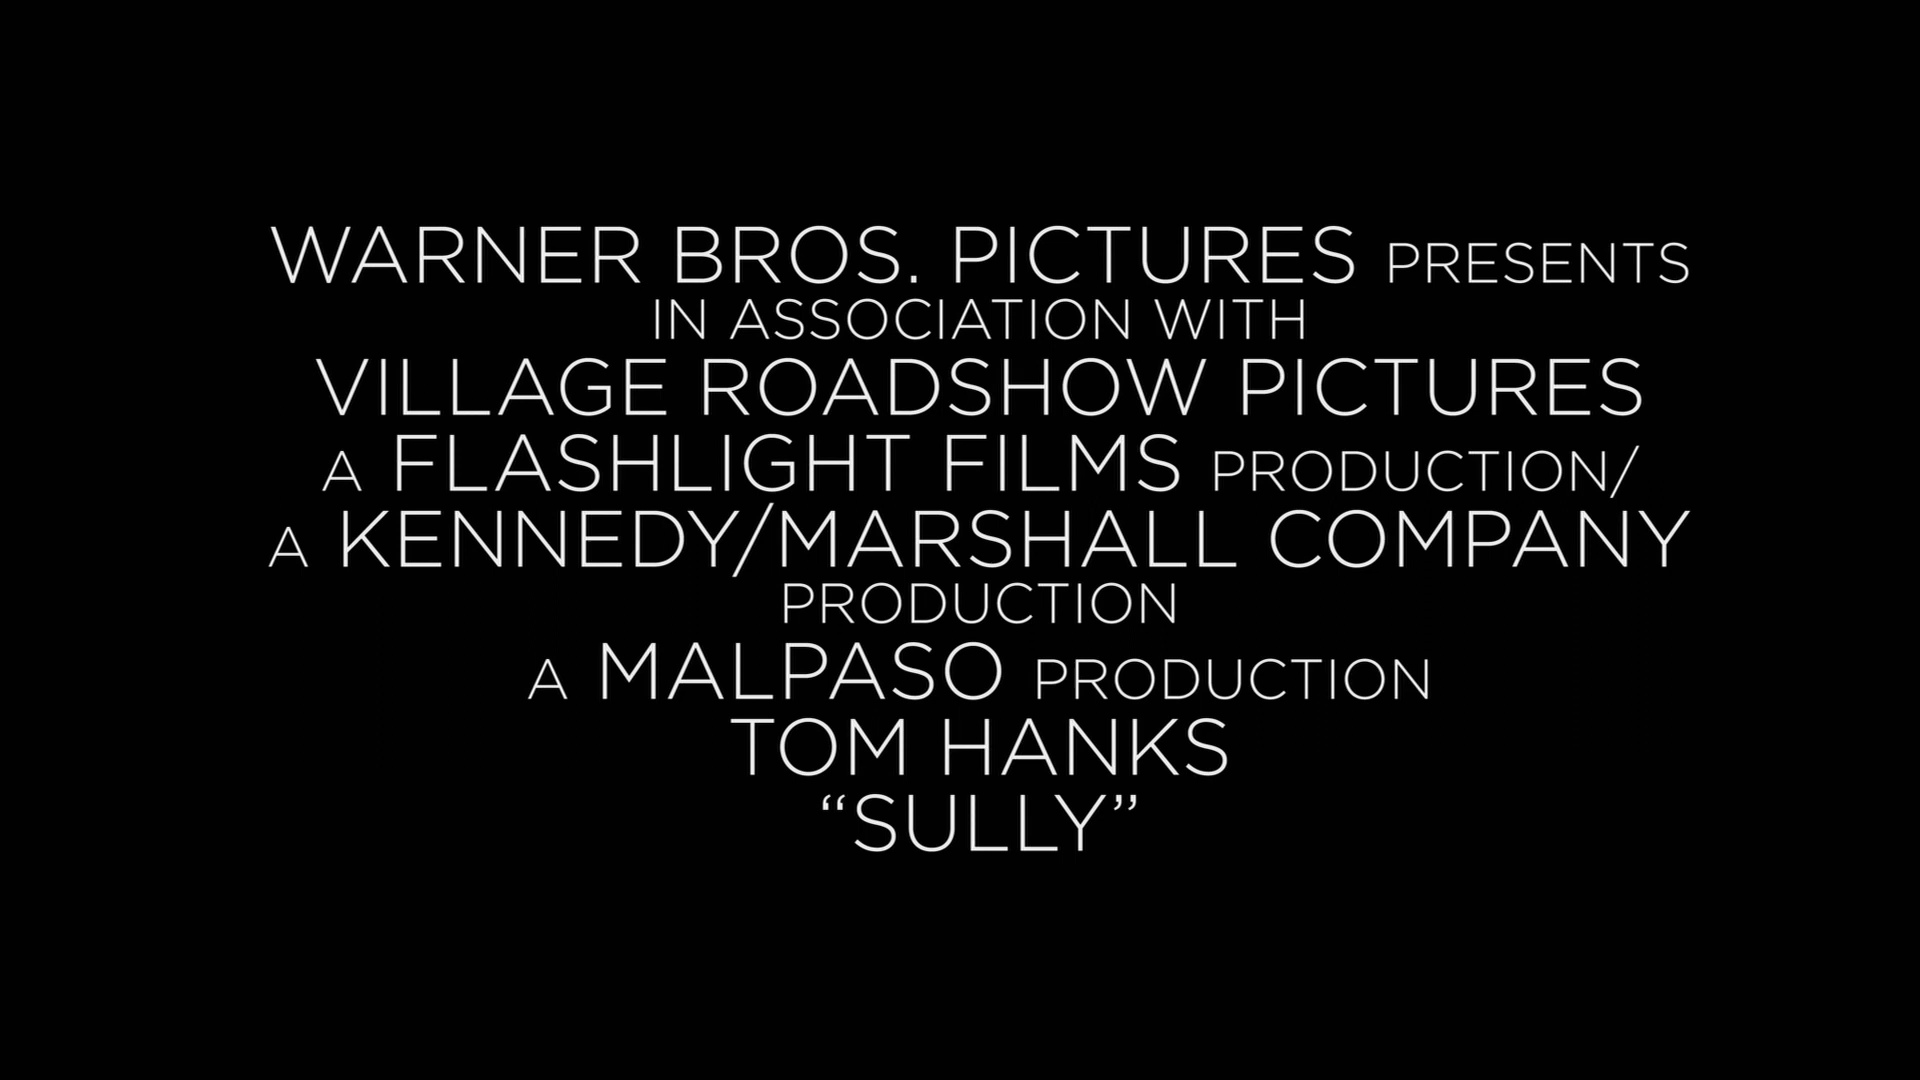 WARNER BROS. PICTURES PRESENTS
IN ASSOCIATION WITH
VILLAGE ROADSHOW PICTURES
A FLASHLIGHT FILMS PRODUCTION/
A KENNEDY/MARSHALL COMPANY
PRODUCTION
A MALPASO PRODUCTION
TOM HANKS
“SULLY”